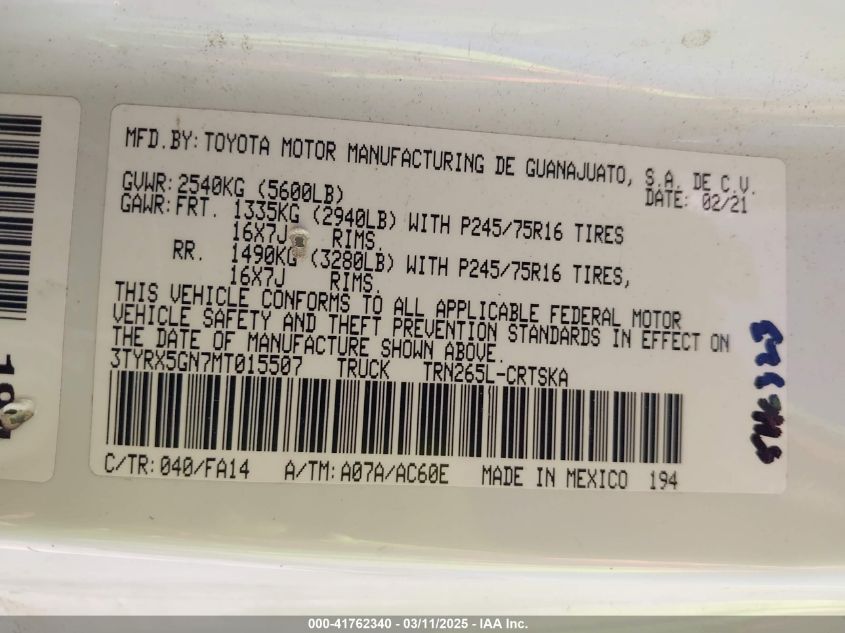 MFD.BY:TOYOTA MOTOR MANUFACTURING DE GUANAJUATO, S.A. DE C.V.
GVWR:2540KG (5600LB) DATE: 02/21
GAWR:FRT. 1335KG (2940LB) WITH P245/75R16 TIRES
16X7J RIMS,
RR. 1490KG (3280LB) WITH P245/75R16 TIRES,
16X7J RIMS.
THIS VEHICLE CONFORMS TO ALL APPLICABLE FEDERAL MOTOR
VEHICLE SAFETY AND THEFT PREVENTION STANDARDS IN EFFECT ON
THE DATE OF MANUFACTURE SHOWN ABOVE.
3TYRX5GN7MT015507 TRUCK TRN265L-CRTSKA
C/TR:040/FA14 A/TM:A07A/AC60E MADE IN MEXICO 194
000-41762340 - 03/11/2025 - IAA Inc.